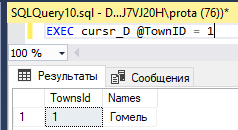 SQLQuery10.sql - D...J7VJ20H\prota (76))*
EXEC cursr_D @TownID = 1
100 %
Результаты Сообщения
TownsId Names
1 1 Гомель